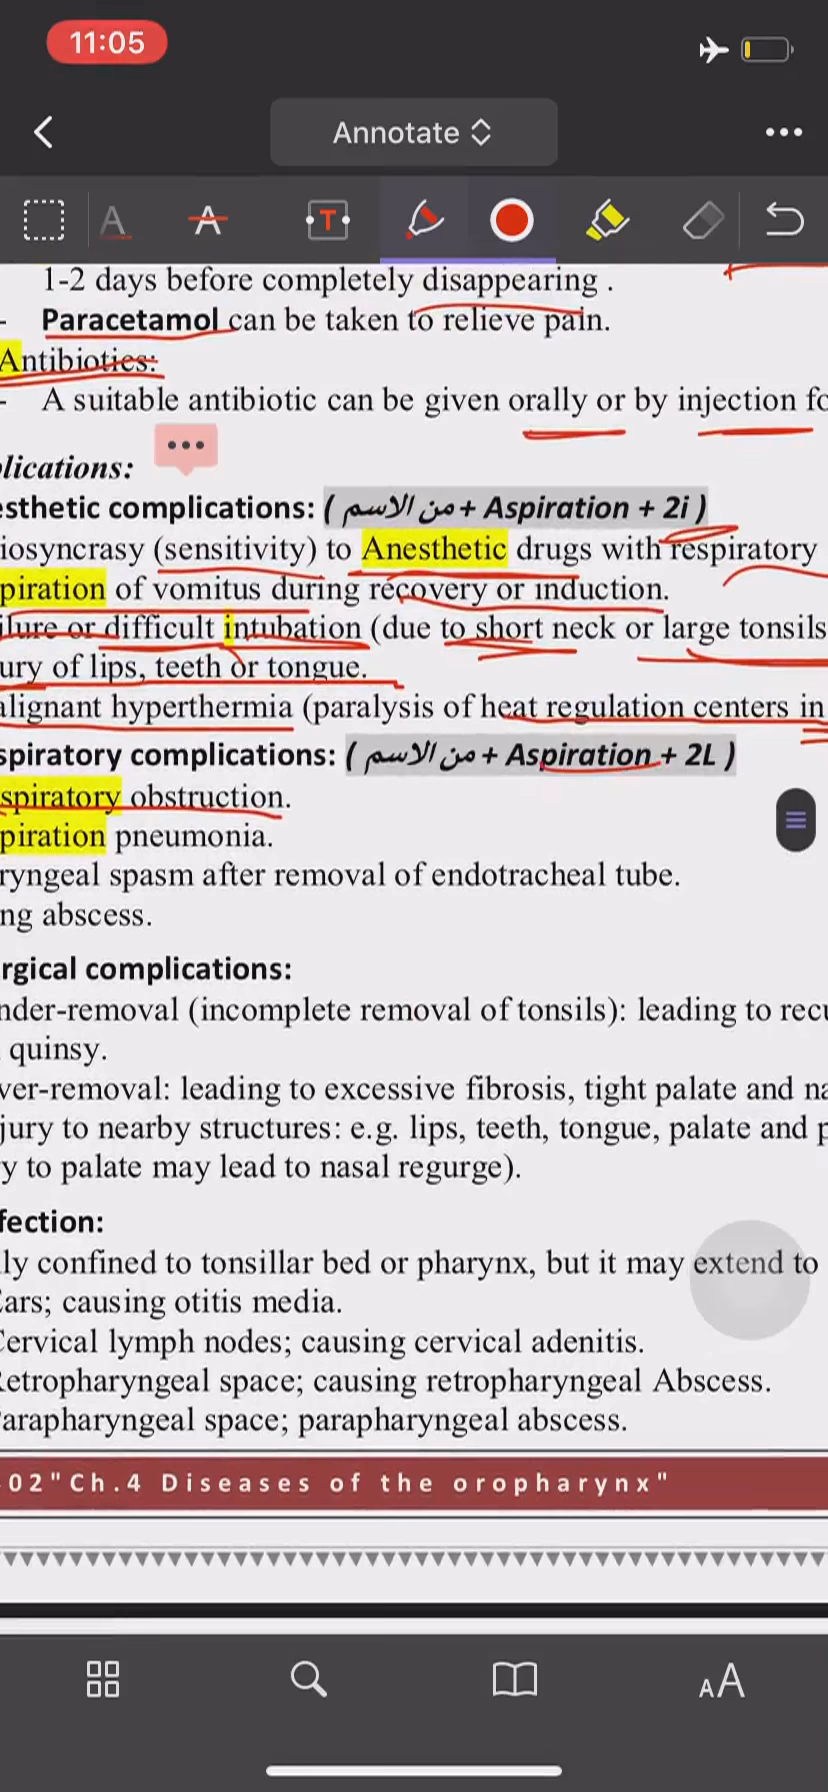 11:05
Annotate
1-2 days before completely disappearing .
- Paracetamol can be taken to relieve pain.
Antibiotics:
- A suitable antibiotic can be given orally or by injection fo
lications:
esthetic complications: ( من الاسم + Aspiration + 2i )
iosyncrasy (sensitivity) to Anesthetic drugs with respiratory
piration of vomitus during recovery or induction.
ilure or difficult intubation (due to short neck or large tonsils
ury of lips, teeth or tongue.
alignant hyperthermia (paralysis of heat regulation centers in
spiratory complications: ( من الاسم + Aspiration + 2L )
spiratory obstruction.
piration pneumonia.
ryngeal spasm after removal of endotracheal tube.
ng abscess.
rgical complications:
nder-removal (incomplete removal of tonsils): leading to recu
quinsy.
ver-removal: leading to excessive fibrosis, tight palate and na
jury to nearby structures: e.g. lips, teeth, tongue, palate and p
y to palate may lead to nasal regurge).
fection:
lly confined to tonsillar bed or pharynx, but it may extend to
Ears; causing otitis media.
Cervical lymph nodes; causing cervical adenitis.
Retropharyngeal space; causing retropharyngeal Abscess.
Parapharyngeal space; parapharyngeal abscess.
02"Ch.4 Diseases of the oropharynx"
AA